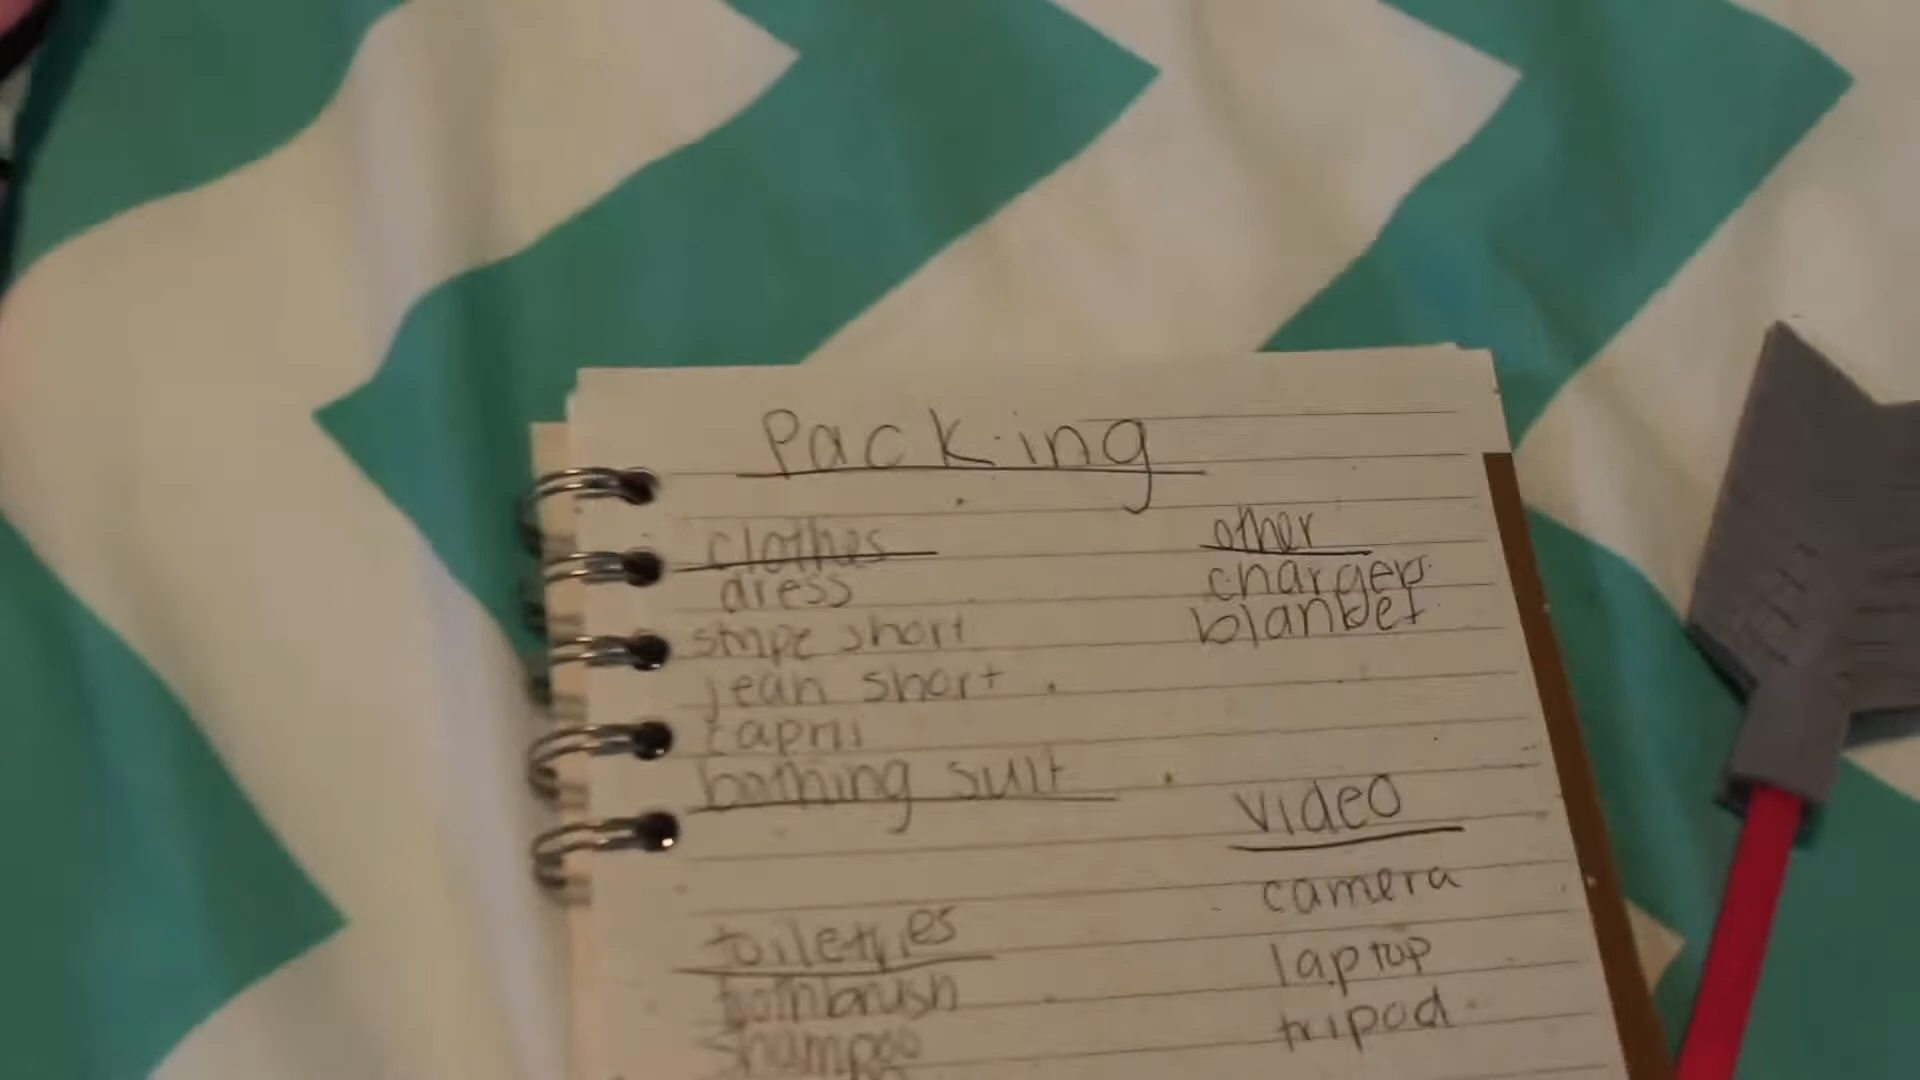 Packing
clothes
dress
stripe short
jean short
capris
bathing suit
toiletries
toothbrush
shampoo
other
charger
blanket
video
camera
laptop
tripod